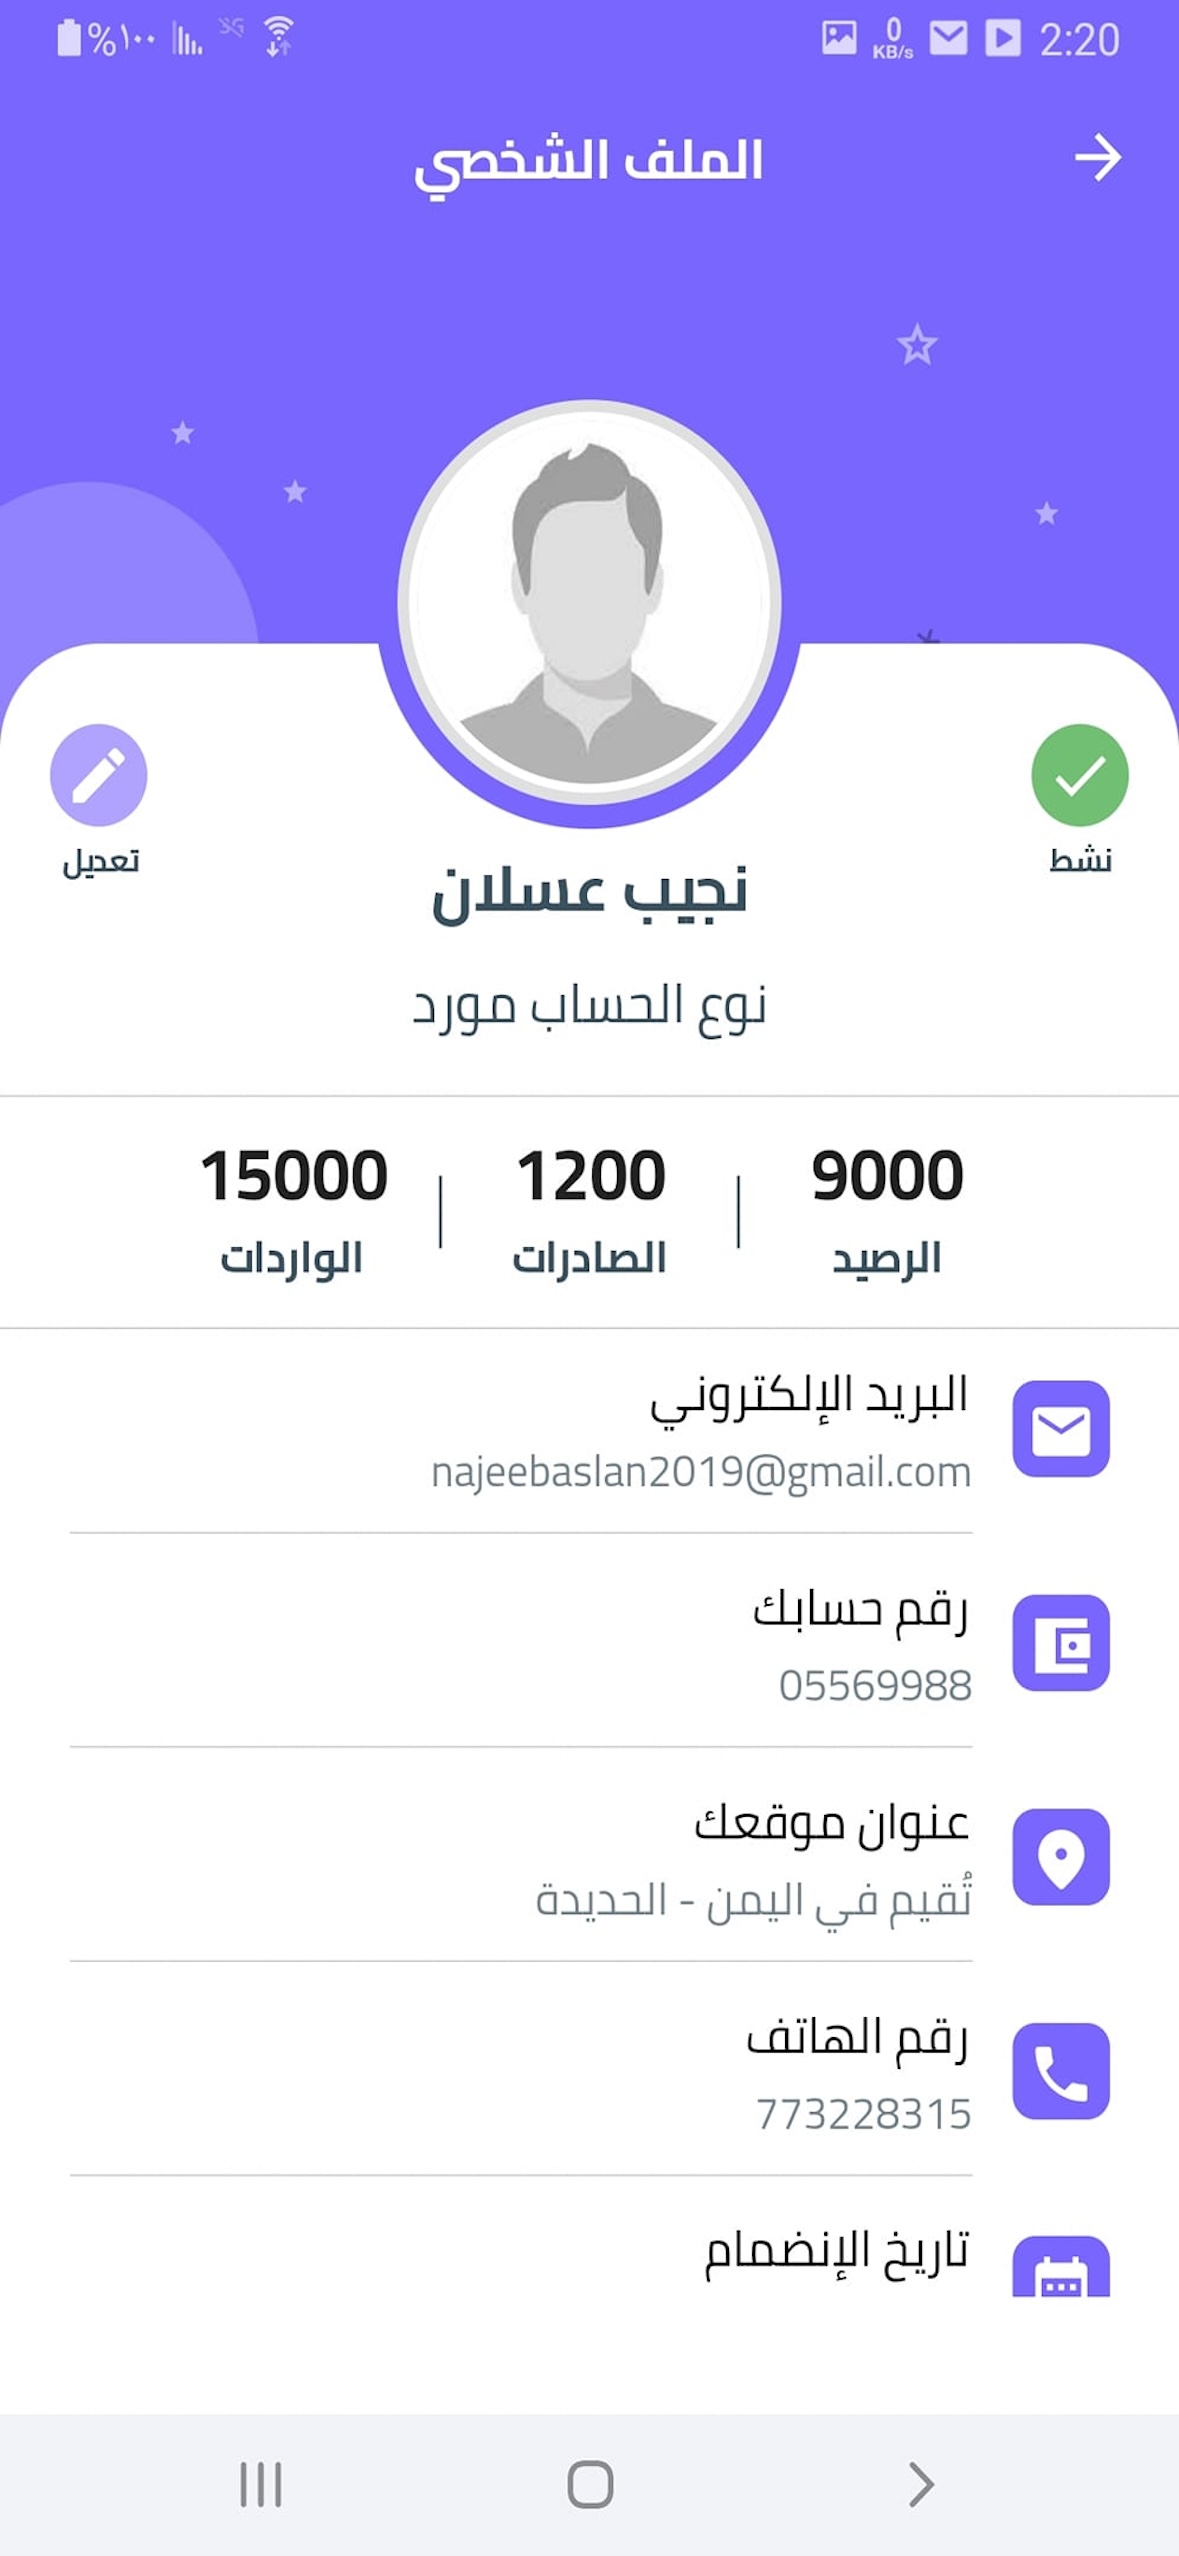 %١٠٠
3G
0
KB/s
2:20
الملف الشخصي
تعديل
نشط
نجيب عسلان
نوع الحساب مورد
9000
1200
15000
الرصيد
الصادرات
الواردات
البريد الإلكتروني
najeebaslan2019@gmail.com
رقم حسابك
05569988
عنوان موقعك
تُقيم في اليمن - الحديدة
رقم الهاتف
773228315
تاريخ الإنضمام